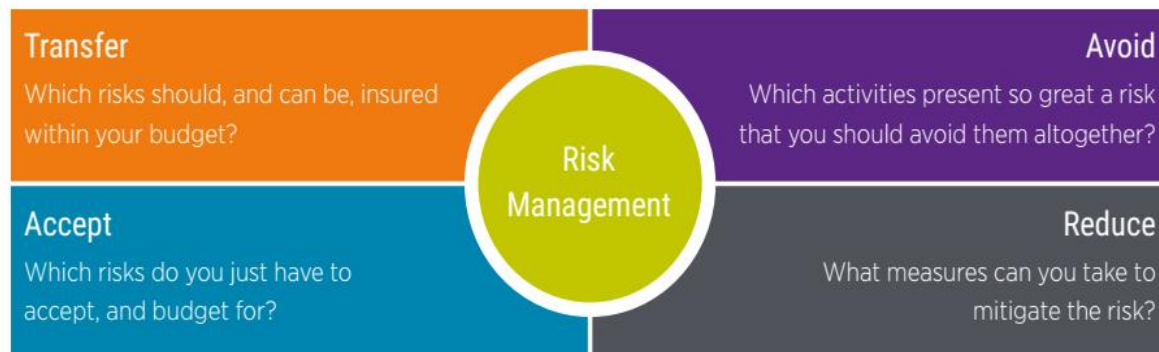 Transfer
Which risks should, and can be, insured
within your budget?
Avoid
Which activities present so great a risk
that you should avoid them altogether?
Risk
Management
Accept
Which risks do you just have to
accept, and budget for?
Reduce
What measures can you take to
mitigate the risk?